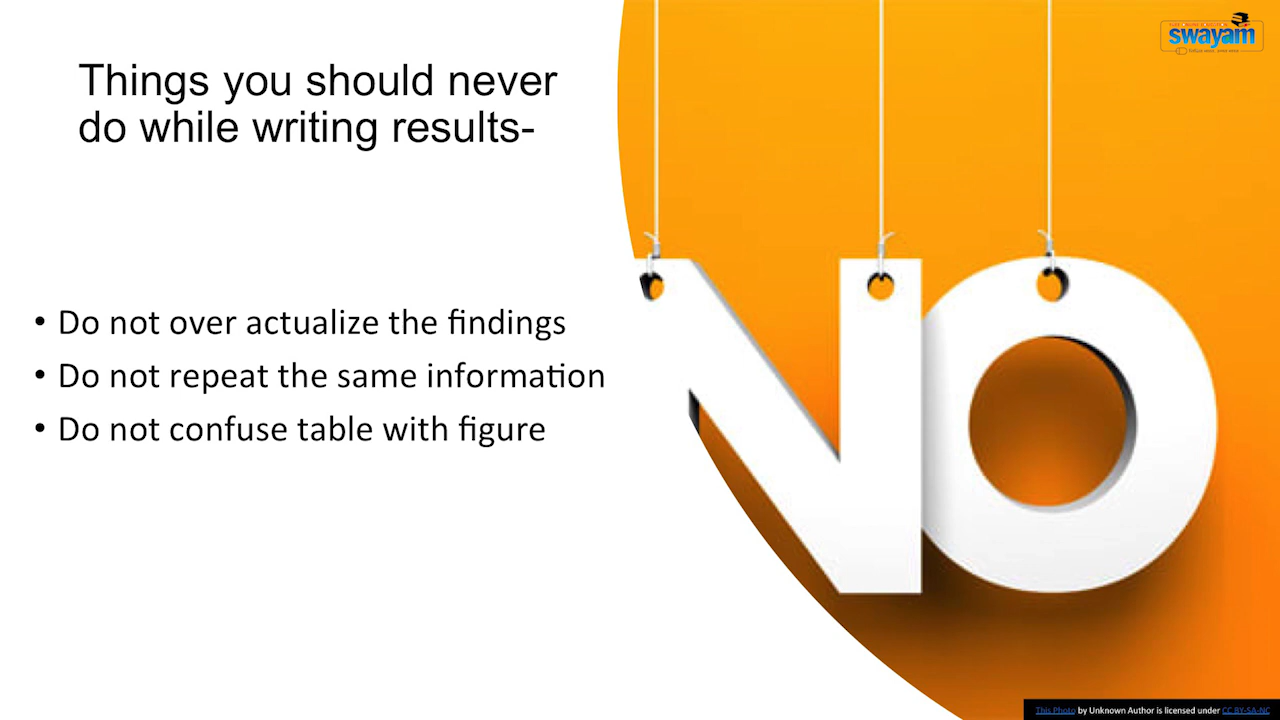 Things you should never
do while writing results-
• Do not over actualize the findings
• Do not repeat the same information
• Do not confuse table with figure
swayam
NO
This Photo by Unknown Author is licensed under CC BY-SA-NC